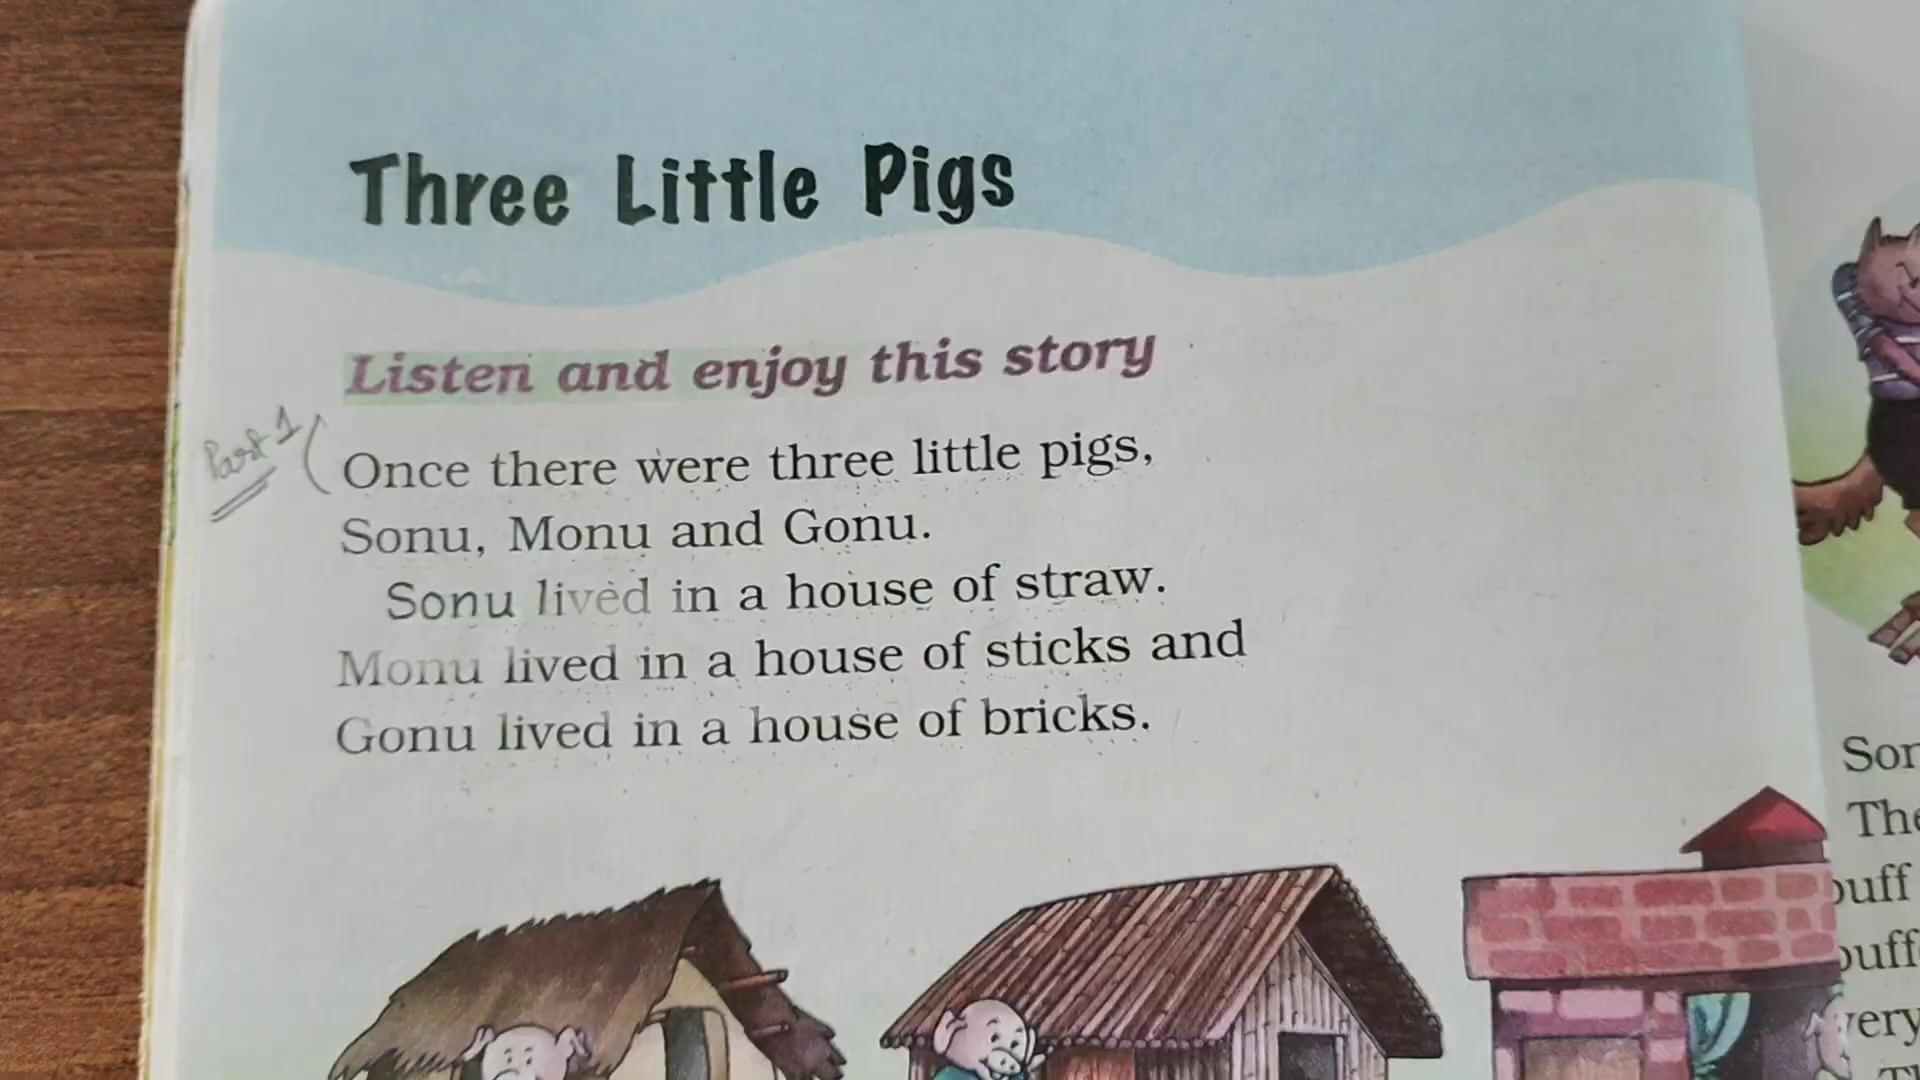 Three Little Pigs
Listen and enjoy this story
Part 1
Once there were three little pigs,
Sonu, Monu and Gonu.
Sonu lived in a house of straw.
Monu lived in a house of sticks and
Gonu lived in a house of bricks.